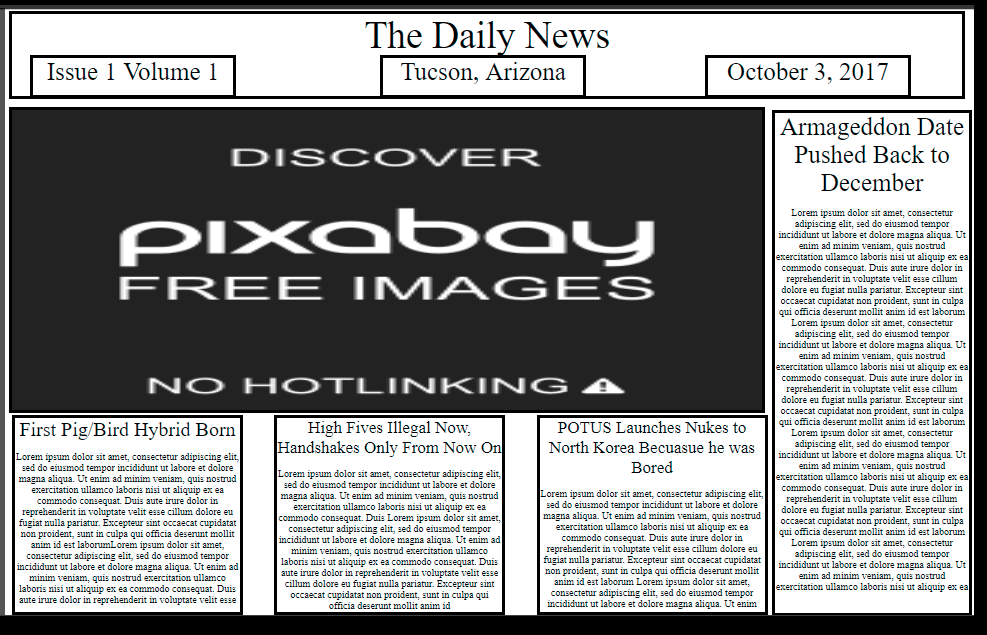 The Daily News
Issue 1 Volume 1
Tucson, Arizona
October 3, 2017
DISCOVER
pixabay
FREE IMAGES
NO HOTLINKING
Armageddon Date
Pushed Back to
December
Lorem ipsum dolor sit amet, consectetur
adipiscing elit, sed do eiusmod tempor
incididunt ut labore et dolore magna aliqua. Ut
enim ad minim veniam, quis nostrud
exercitation ullamco laboris nisi ut aliquip ex ea
commodo consequat. Duis aute irure dolor in
reprehenderit in voluptate velit esse cillum
dolore eu fugiat nulla pariatur. Excepteur sint
occaecat cupidatat non proident, sunt in culpa
qui officia deserunt mollit anim id est laborum
Lorem ipsum dolor sit amet, consectetur
adipiscing elit, sed do eiusmod tempor
incididunt ut labore et dolore magna aliqua. Ut
enim ad minim veniam, quis nostrud
exercitation ullamco laboris nisi ut aliquip ex ea
commodo consequat. Duis aute irure dolor in
reprehenderit in voluptate velit esse cillum
dolore eu fugiat nulla pariatur. Excepteur sint
occaecat cupidatat non proident, sunt in culpa
qui officia deserunt mollit anim id est laborum
Lorem ipsum dolor sit amet, consectetur
adipiscing elit, sed do eiusmod tempor
incididunt ut labore et dolore magna aliqua. Ut
enim ad minim veniam, quis nostrud
exercitation ullamco laboris nisi ut aliquip ex ea
commodo consequat. Duis aute irure dolor in
reprehenderit in voluptate velit esse cillum
dolore eu fugiat nulla pariatur. Excepteur sint
occaecat cupidatat non proident, sunt in culpa
qui officia deserunt mollit anim id est laborum
Lorem ipsum dolor sit amet, consectetur
adipiscing elit, sed do eiusmod tempor
incididunt ut labore et dolore magna aliqua. Ut
enim ad minim veniam, quis nostrud
exercitation ullamco laboris nisi ut aliquip ex ea
First Pig/Bird Hybrid Born
Lorem ipsum dolor sit amet, consectetur adipiscing elit,
sed do eiusmod tempor incididunt ut labore et dolore
magna aliqua. Ut enim ad minim veniam, quis nostrud
exercitation ullamco laboris nisi ut aliquip ex ea
commodo consequat. Duis aute irure dolor in
reprehenderit in voluptate velit esse cillum dolore eu
fugiat nulla pariatur. Excepteur sint occaecat cupidatat
non proident, sunt in culpa qui officia deserunt mollit
anim id est laborumLorem ipsum dolor sit amet,
consectetur adipiscing elit, sed do eiusmod tempor
incididunt ut labore et dolore magna aliqua. Ut enim ad
minim veniam, quis nostrud exercitation ullamco
laboris nisi ut aliquip ex ea commodo consequat. Duis
aute irure dolor in reprehenderit in voluptate velit esse
High Fives Illegal Now,
Handshakes Only From Now On
Lorem ipsum dolor sit amet, consectetur adipiscing elit,
sed do eiusmod tempor incididunt ut labore et dolore
magna aliqua. Ut enim ad minim veniam, quis nostrud
exercitation ullamco laboris nisi ut aliquip ex ea
commodo consequat. Duis Lorem ipsum dolor sit amet,
consectetur adipiscing elit, sed do eiusmod tempor
incididunt ut labore et dolore magna aliqua. Ut enim ad
minim veniam, quis nostrud exercitation ullamco
laboris nisi ut aliquip ex ea commodo consequat. Duis
aute irure dolor in reprehenderit in voluptate velit esse
cillum dolore eu fugiat nulla pariatur. Excepteur sint
occaecat cupidatat non proident, sunt in culpa qui
officia deserunt mollit anim id
POTUS Launches Nukes to
North Korea Becuasue he was
Bored
Lorem ipsum dolor sit amet, consectetur adipiscing elit,
sed do eiusmod tempor incididunt ut labore et dolore
magna aliqua. Ut enim ad minim veniam, quis nostrud
exercitation ullamco laboris nisi ut aliquip ex ea
commodo consequat. Duis aute irure dolor in
reprehenderit in voluptate velit esse cillum dolore eu
fugiat nulla pariatur. Excepteur sint occaecat cupidatat
non proident, sunt in culpa qui officia deserunt mollit
anim id est laborum Lorem ipsum dolor sit amet,
consectetur adipiscing elit, sed do eiusmod tempor
incididunt ut labore et dolore magna aliqua. Ut enim